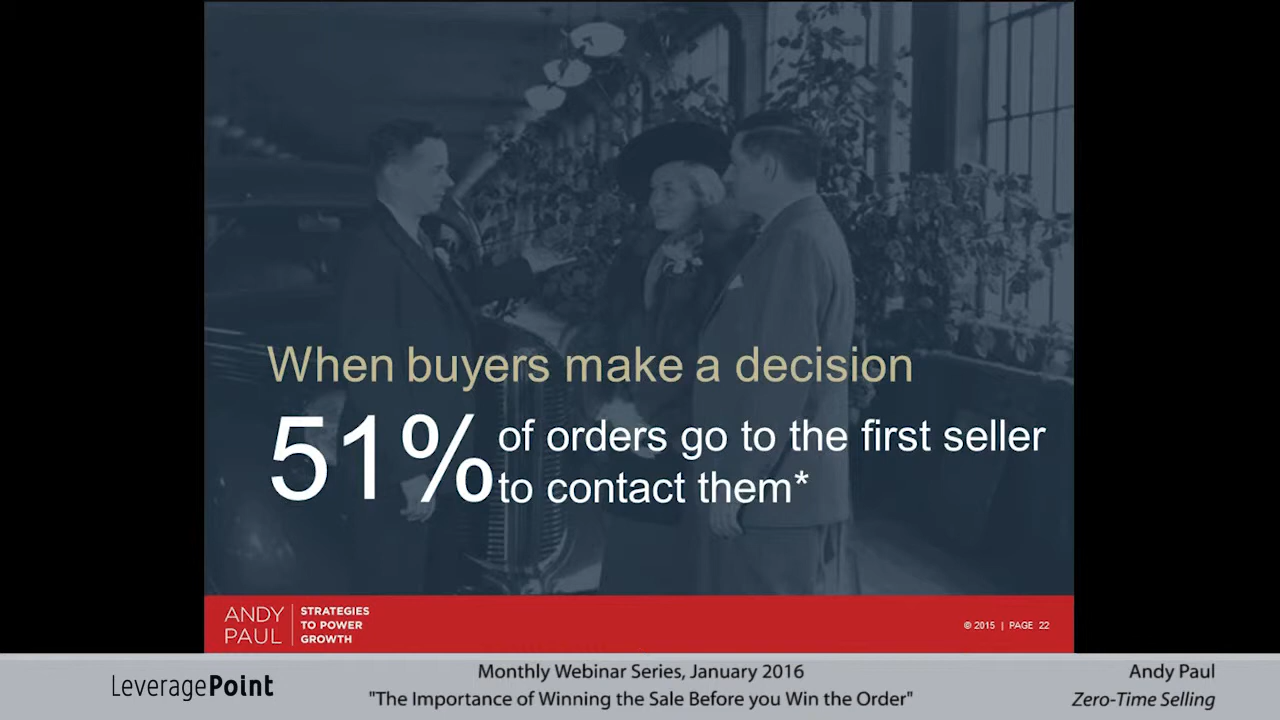 When buyers make a decision
51%
of orders go to the first seller
to contact them*
ANDY
PAUL
STRATEGIES
TO POWER
GROWTH
© 2015 | PAGE 22
LeveragePoint
Monthly Webinar Series, January 2016
"The Importance of Winning the Sale Before you Win the Order"
Andy Paul
Zero-Time Selling